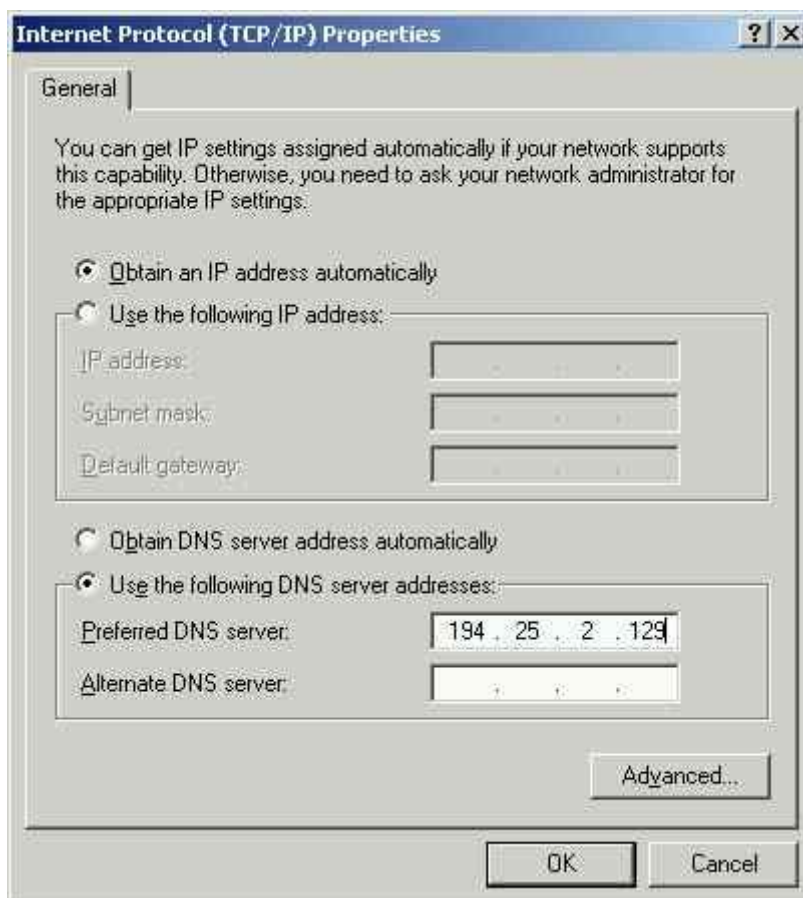 Internet Protocol (TCP/IP) Properties
General
You can get IP settings assigned automatically if your network supports
this capability. Otherwise, you need to ask your network administrator for
the appropriate IP settings.
Obtain an IP address automatically
Use the following IP address:
IP address:
Subnet mask:
Default gateway:
Obtain DNS server address automatically
Use the following DNS server addresses:
Preferred DNS server: 194 . 25 . 2 . 129
Alternate DNS server:
Advanced...
OK Cancel